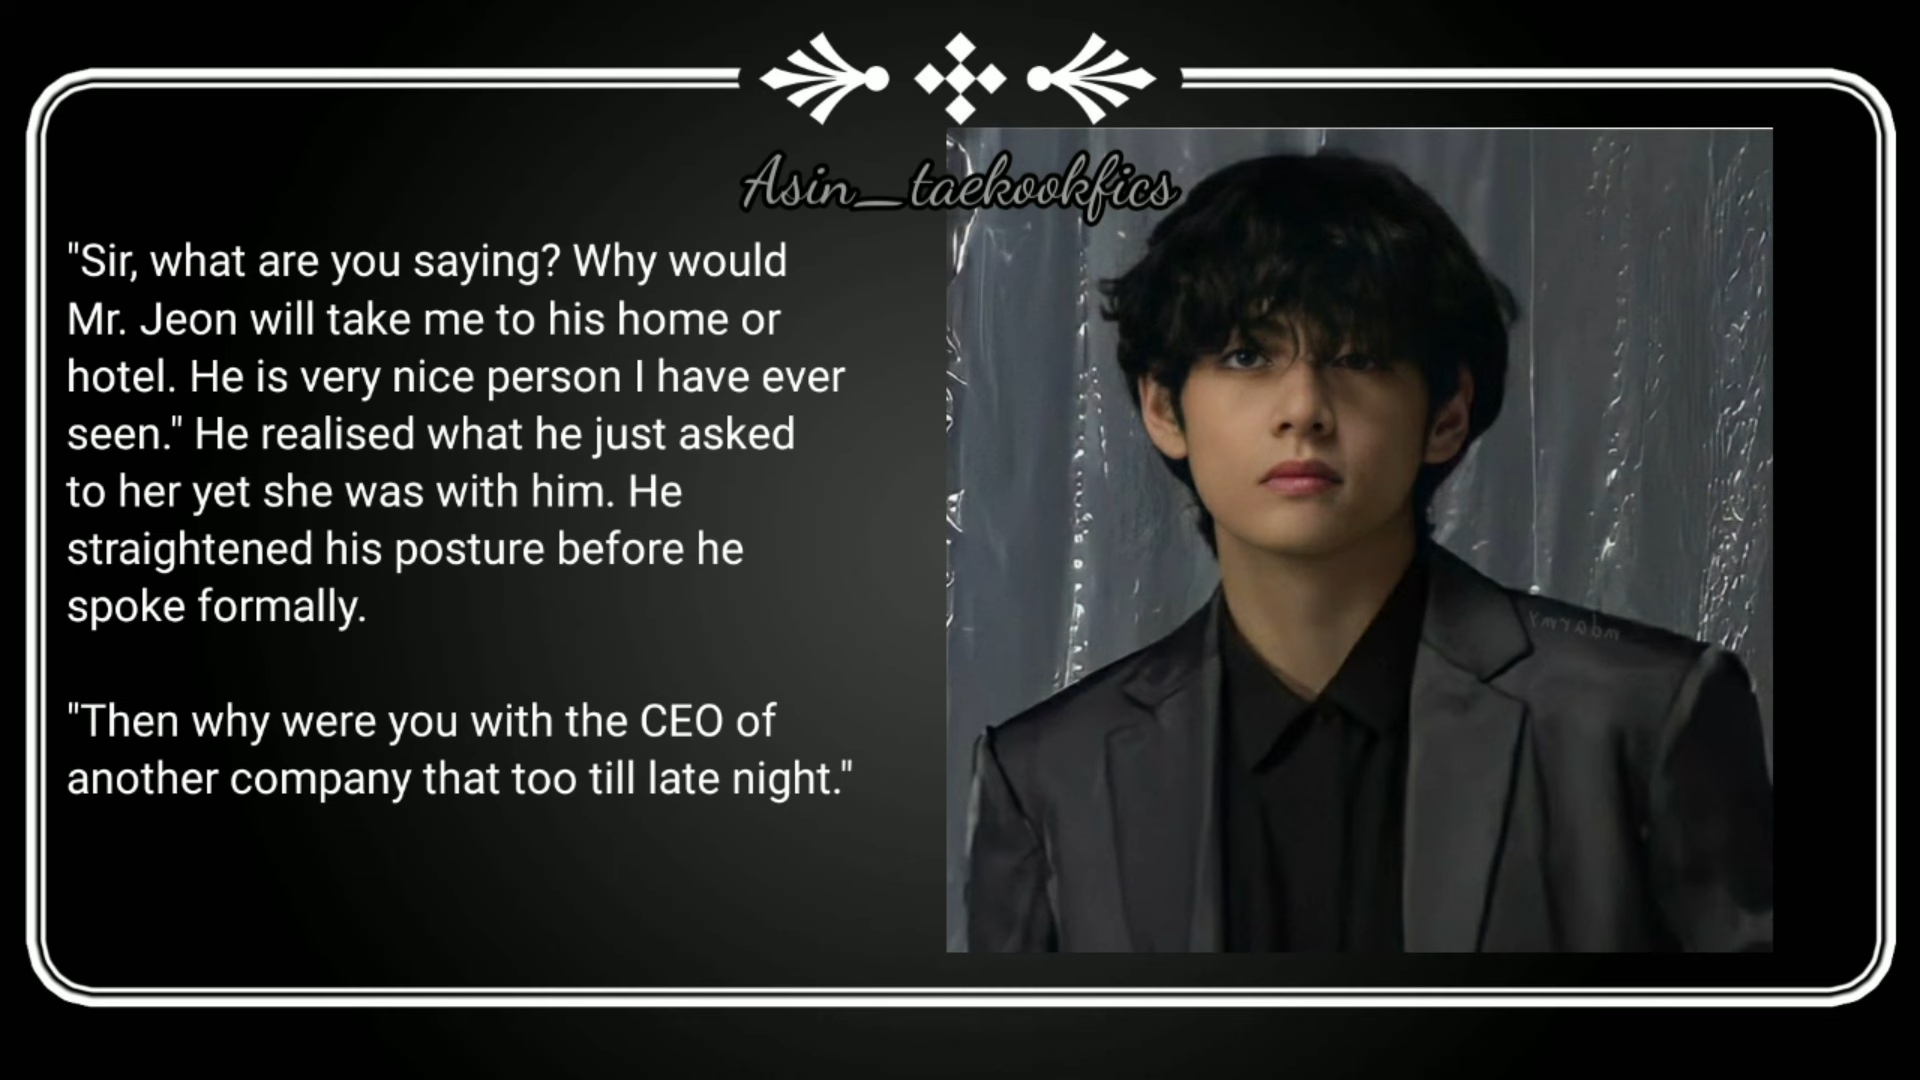 Asin_taekookfics
"Sir, what are you saying? Why would
Mr. Jeon will take me to his home or
hotel. He is very nice person I have ever
seen." He realised what he just asked
to her yet she was with him. He
straightened his posture before he
spoke formally.
"Then why were you with the CEO of
another company that too till late night."